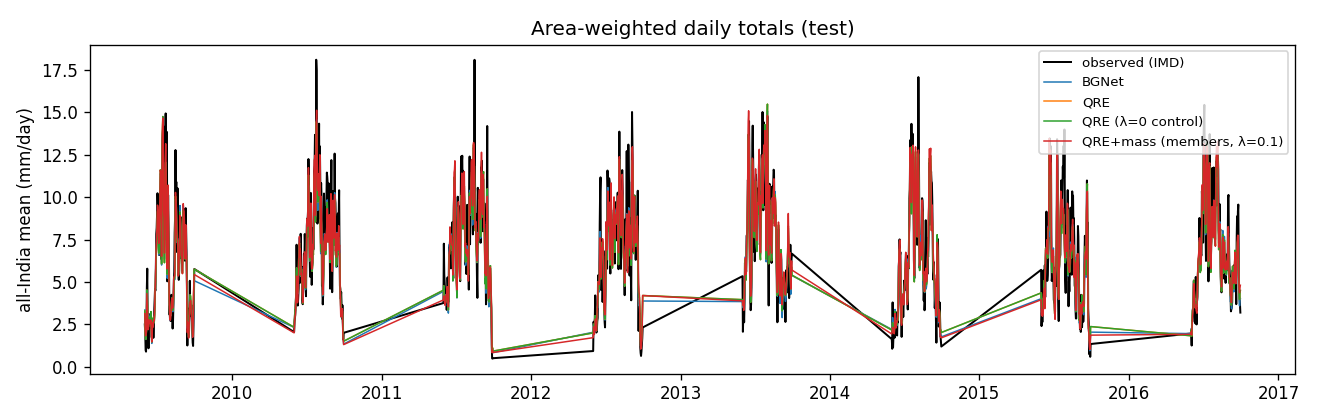 Area-weighted daily totals (test)
observed (IMD)
BGNet
QRE
QRE (λ=0 control)
QRE+mass (members, λ=0.1)
all-India mean (mm/day)
17.5
15.0
12.5
10.0
7.5
5.0
2.5
0.0
2010
2011
2012
2013
2014
2015
2016
2017